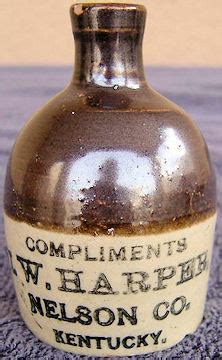 COMPLIMENTS
I.W. HARPER
NELSON CO.
KENTUCKY.